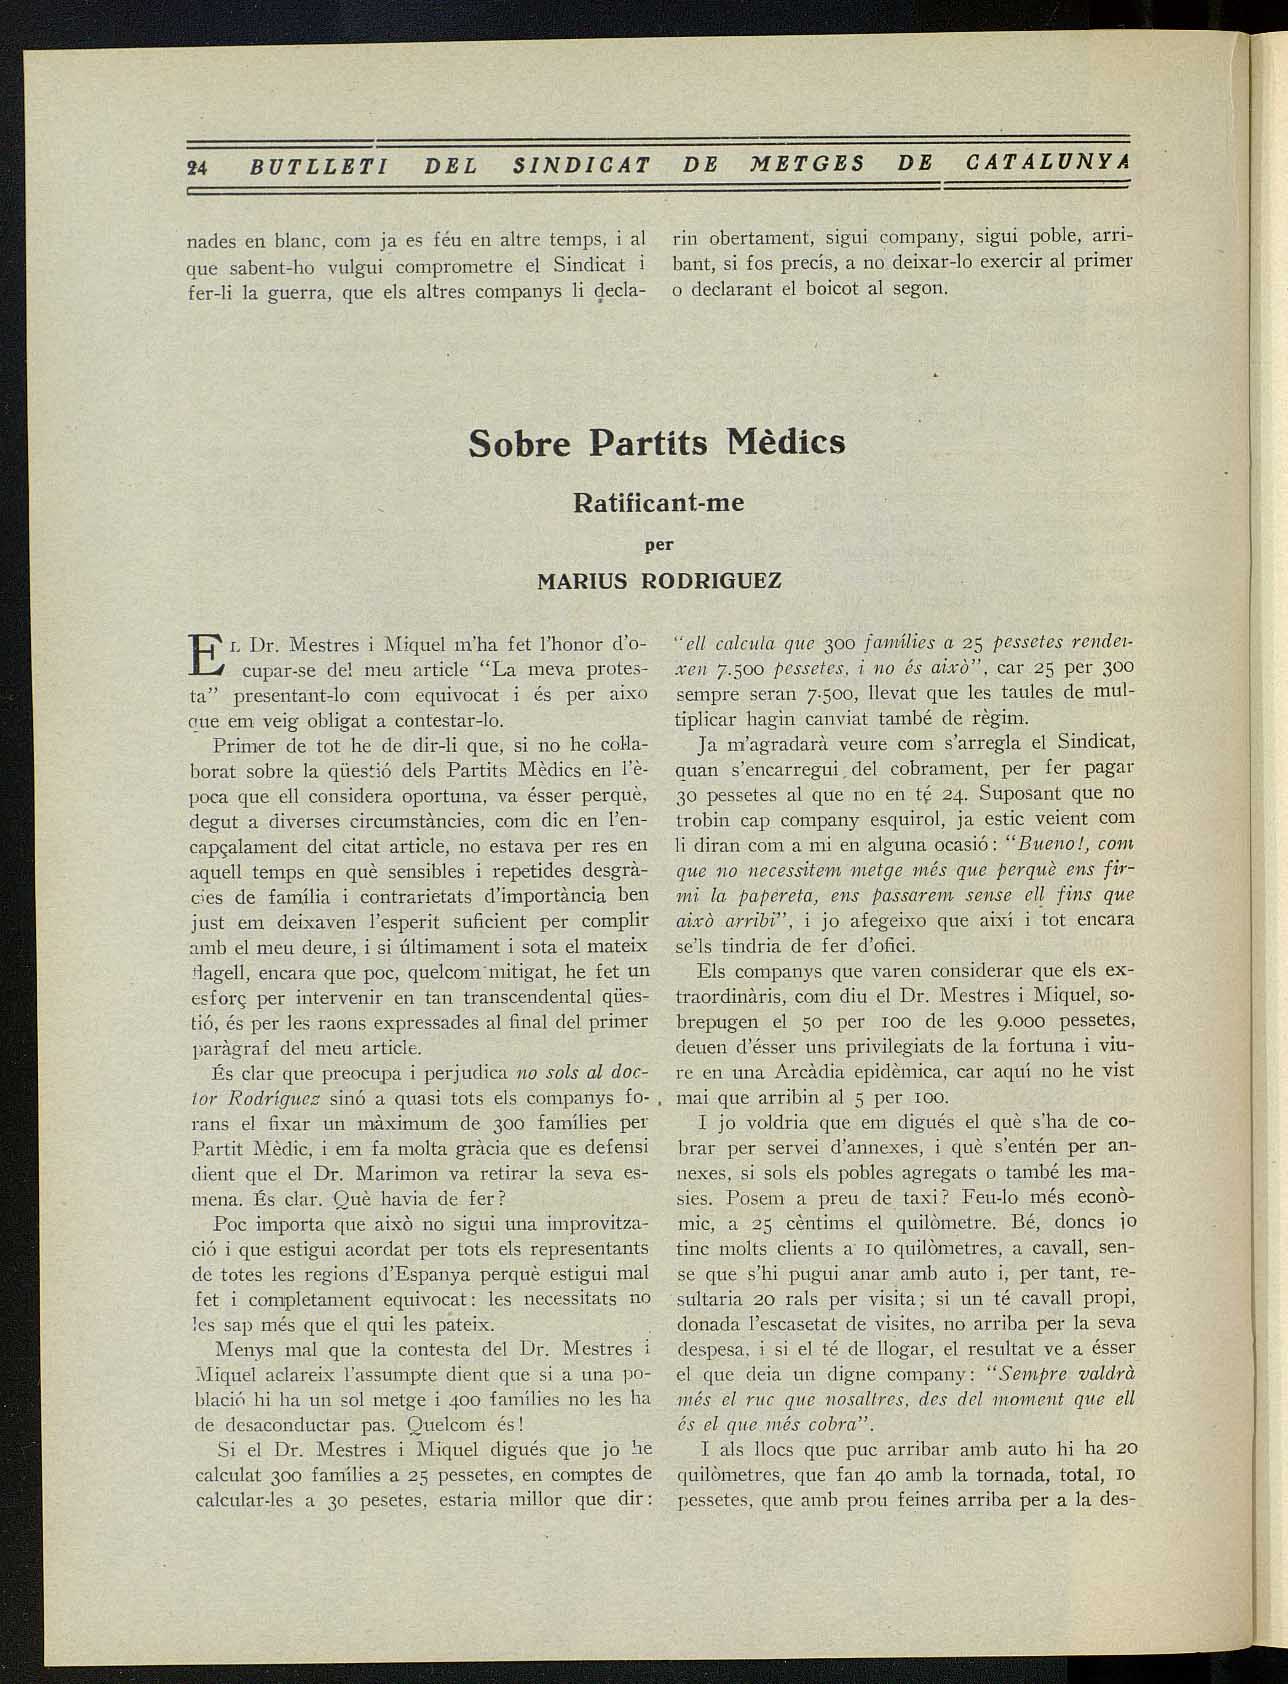 24 BUTLLETI DEL SINDICAT DE METGES DE CATALUNYA
nades en blanc, com ja es féu en altre temps, i al
que sabent-ho vulgui comprometre el Sindicat i
fer-li la guerra, que els altres companys li decla-
rin obertament, sigui company, sigui poble, arri-
bant, si fos precís, a no deixar-lo exercir al primer
o declarant el boicot al segon.
Sobre Partits Mèdics
Ratificant-me
per
MARIUS RODRIGUEZ
EL Dr. Mestres i Miquel m'ha fet l'honor d'o-
cupar-se del meu article “La meva protes-
ta” presentant-lo com equivocat i és per aixo
que em veig obligat a contestar-lo.
Primer de tot he de dir-li que, si no he col·la-
borat sobre la qüestió dels Partits Mèdics en l'è-
poca que ell considera oportuna, va ésser perquè,
degut a diverses circumstàncies, com dic en l'en-
capçalament del citat article, no estava per res en
aquell temps en què sensibles i repetides desgrà-
cies de família i contrarietats d'importància ben
just em deixaven l'esperit suficient per complir
amb el meu deure, i si últimament i sota el mateix
flagell, encara que poc, quelcom mitigat, he fet un
esforç per intervenir en tan transcendental qües-
tió, és per les raons expressades al final del primer
paràgraf del meu article.
És clar que preocupa i perjudica no sols al doc-
tor Rodríguez sinó a quasi tots els companys fo-
rans el fixar un màximum de 300 famílies per
Partit Mèdic, i em fa molta gràcia que es defensi
dient que el Dr. Marimon va retirar la seva es-
mena. És clar. Què havia de fer?
Poc importa que això no sigui una improvitza-
ció i que estigui acordat per tots els representants
de totes les regions d'Espanya perquè estigui mal
fet i completament equivocat: les necessitats no
les sap més que el qui les pateix.
Menys mal que la contesta del Dr. Mestres i
Miquel aclareix l'assumpte dient que si a una po-
blació hi ha un sol metge i 400 famílies no les ha
de desaconductar pas. Quelcom és!
Si el Dr. Mestres i Miquel digués que jo he
calculat 300 famílies a 25 pessetes, en comptes de
calcular-les a 30 pesetes, estaria millor que dir:
“ell calcula que 300 famílies a 25 pessetes rendei-
xen 7.500 pessetes, i no és això”, car 25 per 300
sempre seran 7.500, llevat que les taules de mul-
tiplicar hagin canviat també de règim.
Ja m'agradarà veure com s'arregla el Sindicat,
quan s'encarregui del cobrament, per fer pagar
30 pessetes al que no en té 24. Suposant que no
trobin cap company esquirol, ja estic veient com
li diran com a mi en alguna ocasió: “Bueno!, com
que no necessitem metge més que perquè ens fir-
mi la papereta, ens passarem sense ell fins que
això arribi”, i jo afegeixo que així i tot encara
se'ls tindria de fer d'ofici.
Els companys que varen considerar que els ex-
traordinàris, com diu el Dr. Mestres i Miquel, so-
brepugen el 50 per 100 de les 9.000 pessetes,
deuen d'ésser uns privilegiats de la fortuna i viu-
re en una Arcàdia epidèmica, car aquí no he vist
mai que arribin al 5 per 100.
I jo voldria que em digués el què s'ha de co-
brar per servei d'annexes, i què s'entén per an-
nexes, si sols els pobles agregats o també les ma-
sies. Posem a preu de taxi? Feu-lo més econò-
mic, a 25 cèntims el quilòmetre. Bé, doncs jo
tinc molts clients a 10 quilòmetres, a cavall, sen-
se que s'hi pugui anar amb auto i, per tant, re-
sultaria 20 rals per visita; si un té cavall propi,
donada l'escasetat de visites, no arriba per la seva
despesa, i si el té de llogar, el resultat ve a ésser
el que deia un digne company: “Sempre valdrà
més el ruc que nosaltres, des del moment que ell
és el que més cobra”.
I als llocs que puc arribar amb auto hi ha 20
quilòmetres, que fan 40 amb la tornada, total, 10
pessetes, que amb prou feines arriba per a la des-